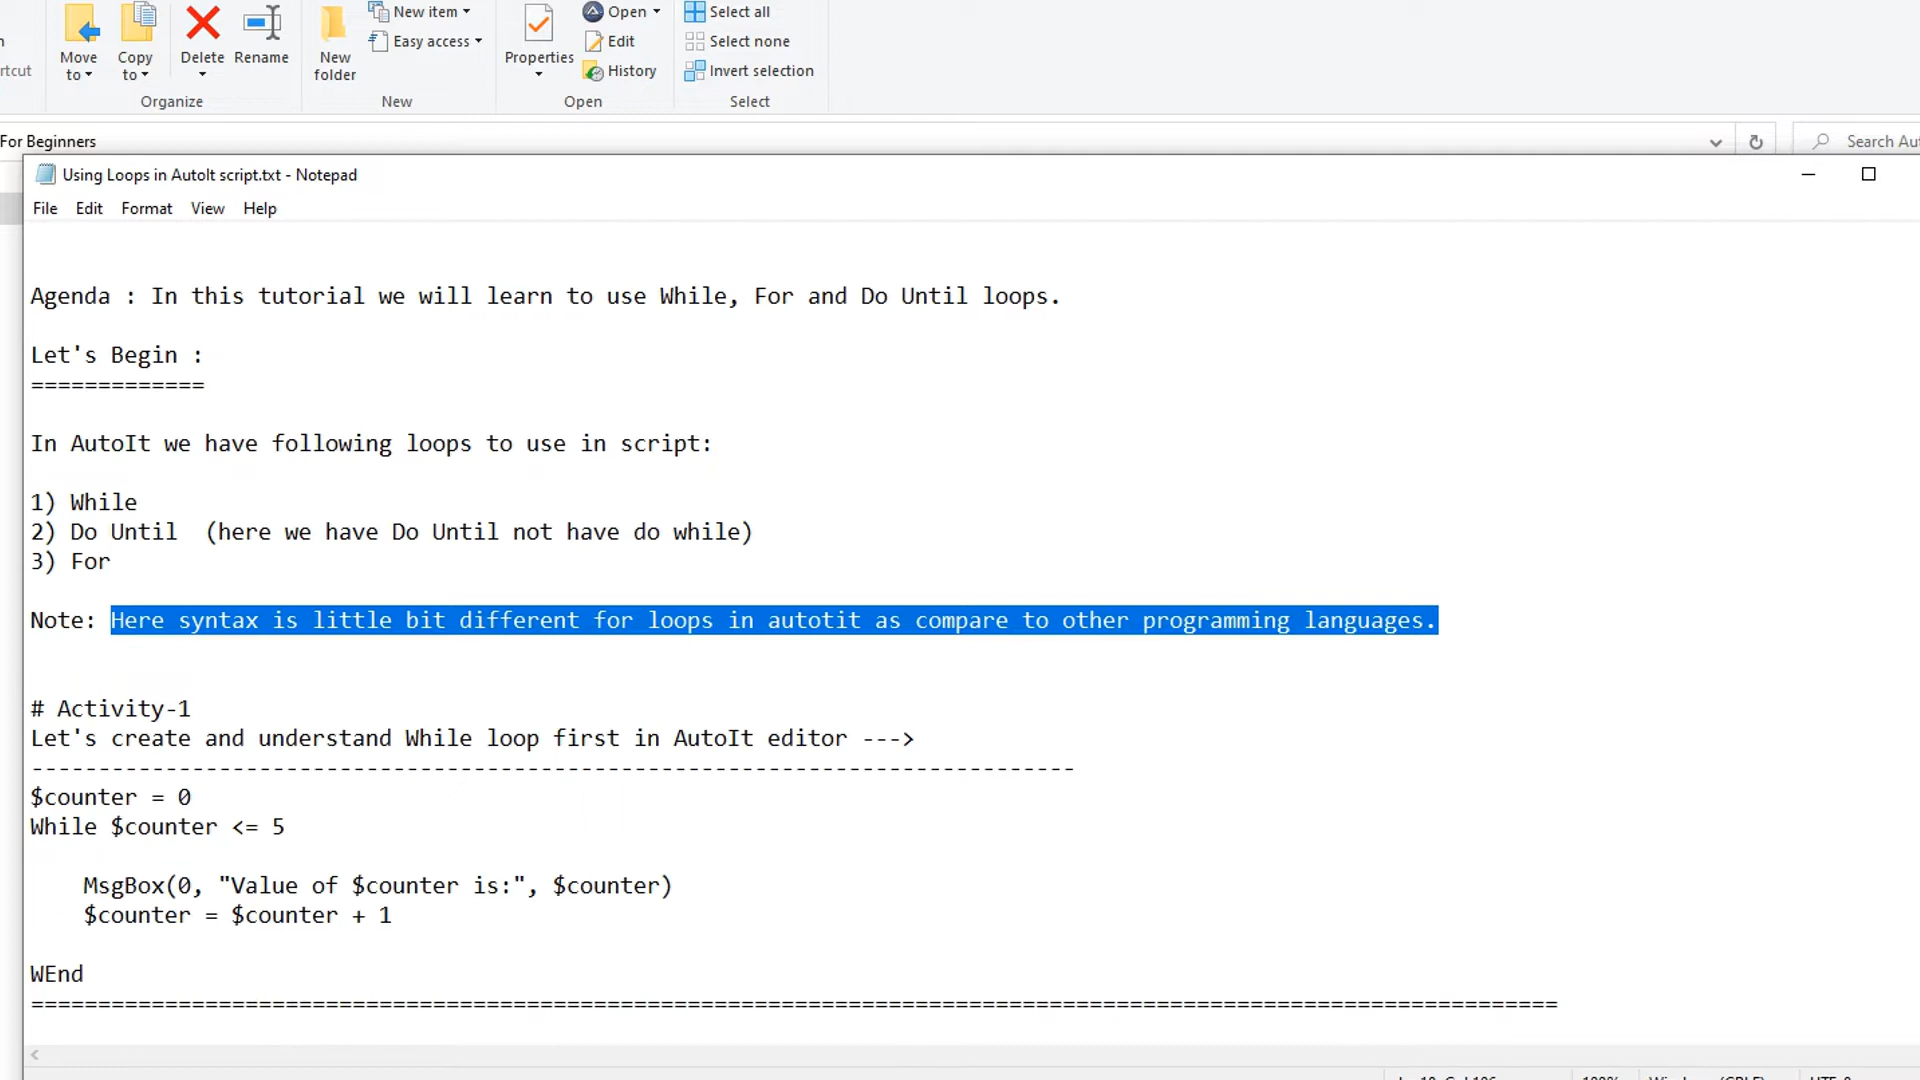 New item
Open
Select all
Easy access
Edit
Select none
Move to
Copy to
Delete
Rename
New folder
Properties
History
Invert selection
rtcut
Organize
New
Open
Select
For Beginners
Search Aut
Using Loops in AutoIt script.txt - Notepad
File Edit Format View Help
Agenda : In this tutorial we will learn to use While, For and Do Until loops.
Let's Begin :
=============
In AutoIt we have following loops to use in script:
1) While
2) Do Until  (here we have Do Until not have do while)
3) For
Note: Here syntax is little bit different for loops in autotit as compare to other programming languages.
# Activity-1
Let's create and understand While loop first in AutoIt editor --->
------------------------------------------------------------------------------
$counter = 0
While $counter <= 5
MsgBox(0, "Value of $counter is:", $counter)
$counter = $counter + 1
WEnd
==================================================================================================================